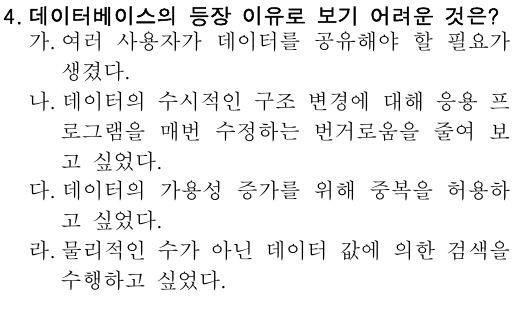 4. 데이터베이스의 등장 이유로 보기 어려운 것은?
가. 여러 사용자가 데이터를 공유해야 할 필요가
생겼다.
나. 데이터의 수시적인 구조 변경에 대해 응용 프
로그램을 매번 수정하는 번거로움을 줄여 보
고 싶었다.
다. 데이터의 가용성 증가를 위해 중복을 허용하
고 싶었다.
라. 물리적인 주소가 아닌 데이터 값에 의한 검색을
수행하고 싶었다.